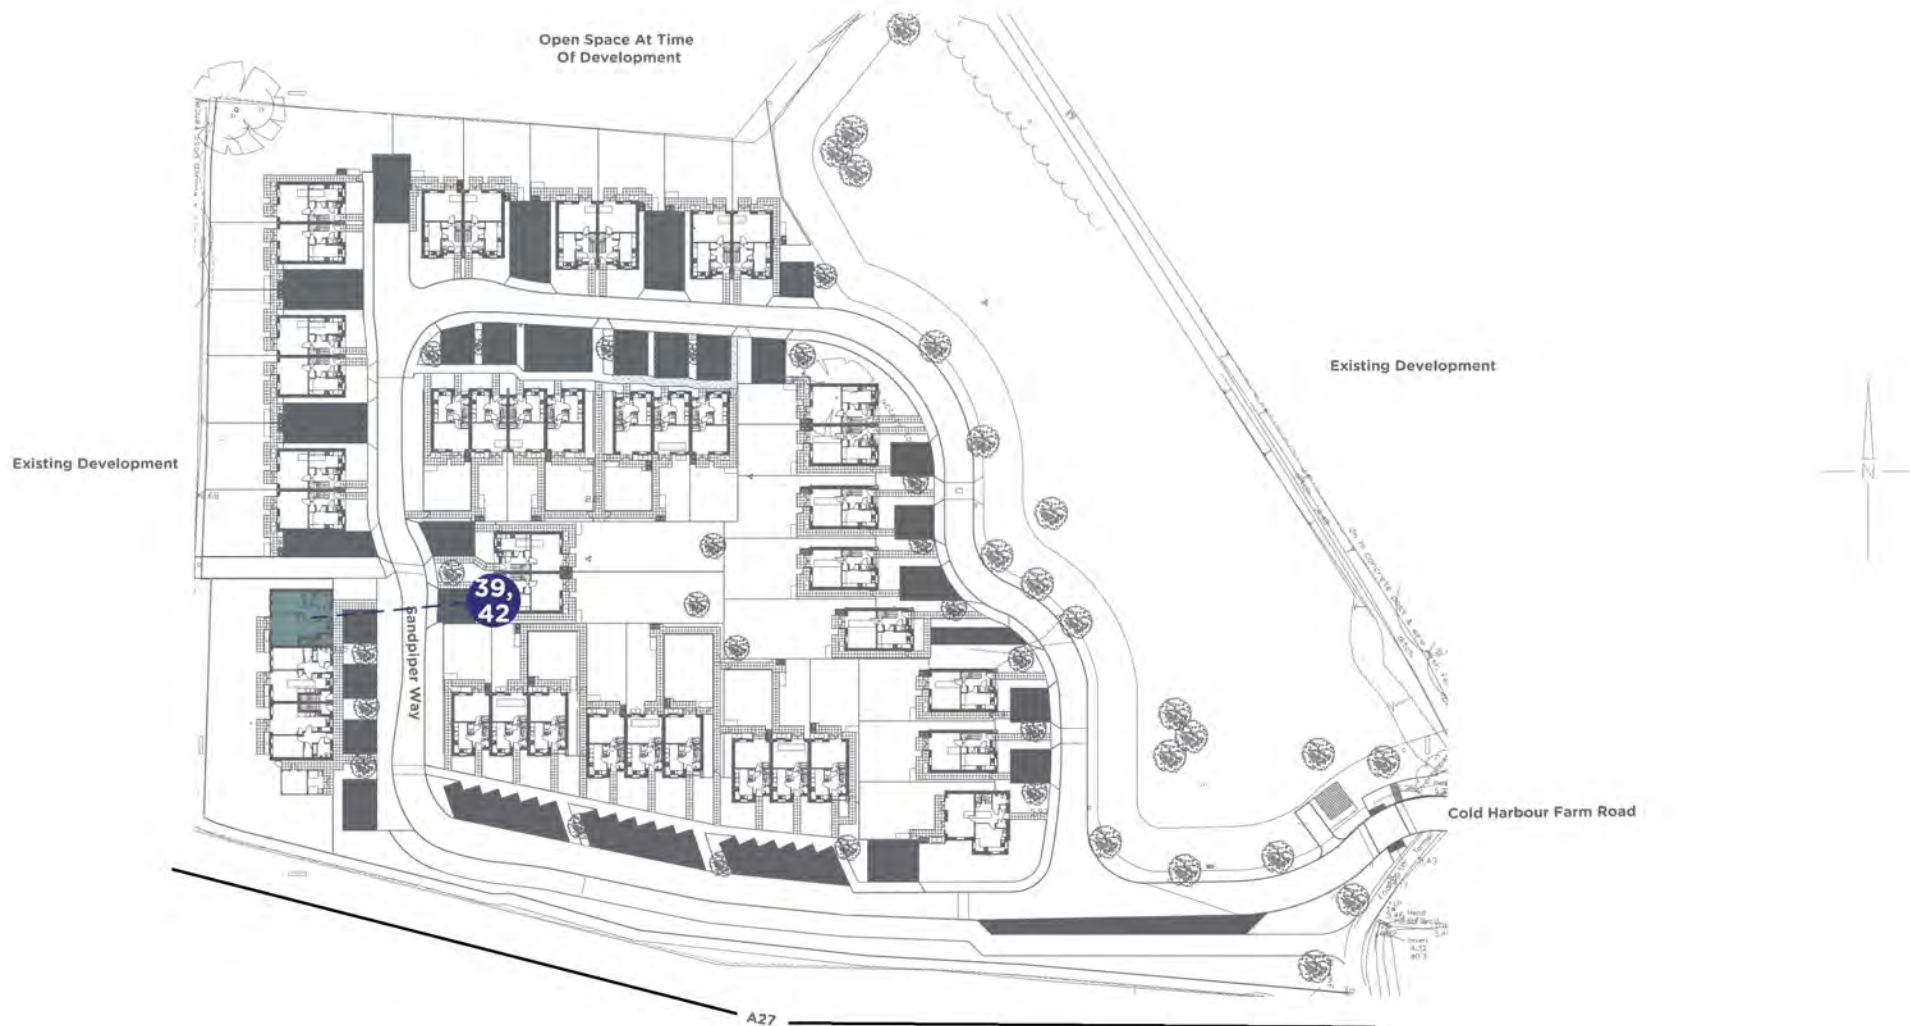 Open Space At Time
Of Development
Existing Development
Existing Development
N
39,
42
Sandpiper Way
Cold Harbour Farm Road
A27